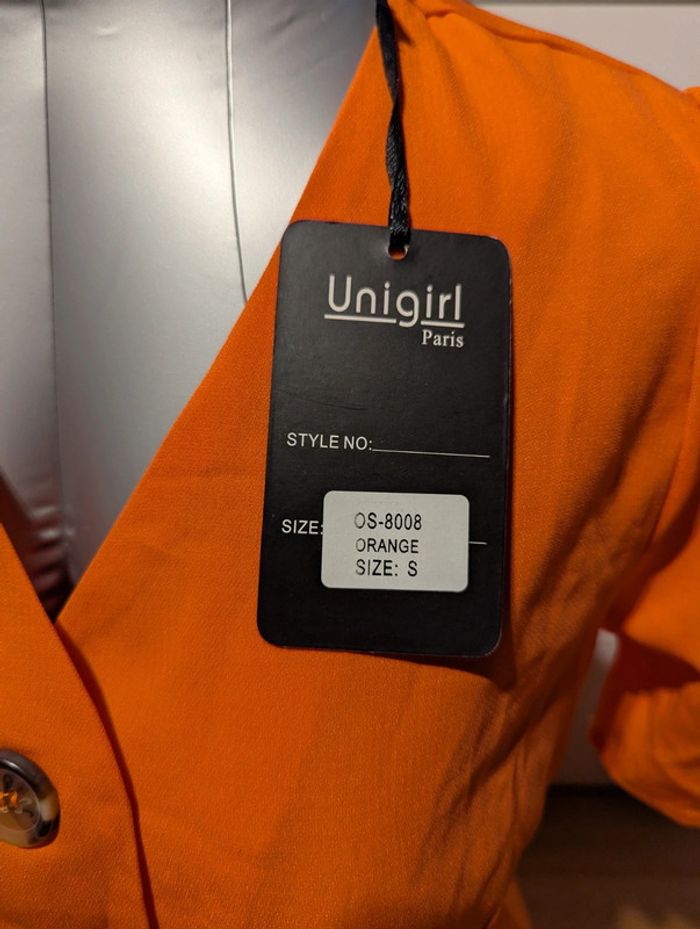 Unigirl
Paris
STYLE NO:
SIZE:
OS-8008
ORANGE
SIZE: S